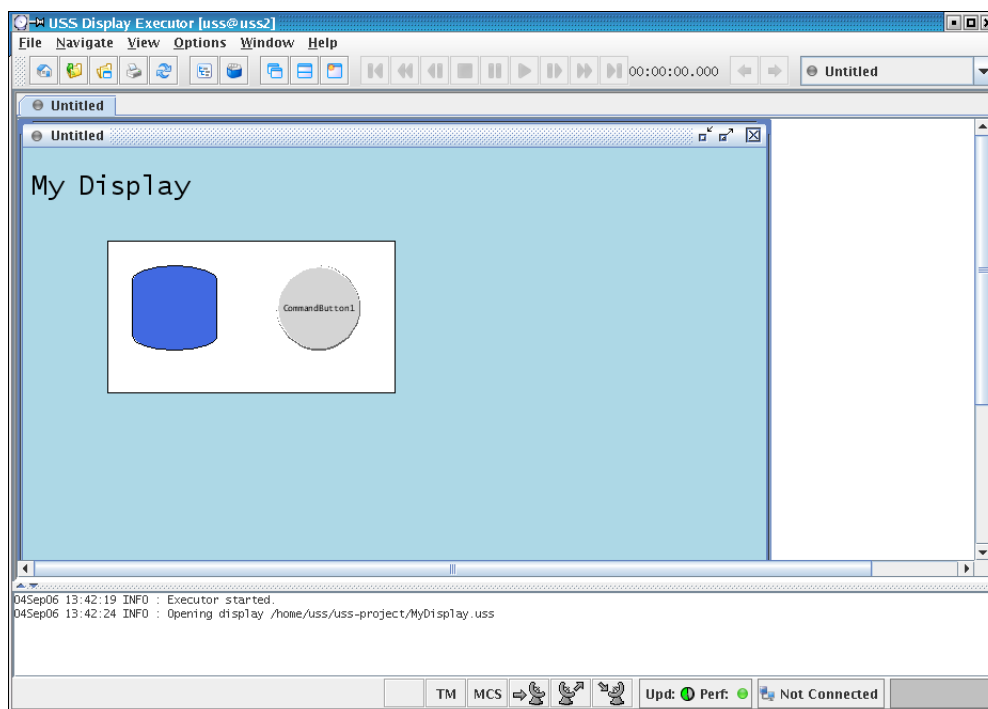 USS Display Executor [uss@uss2]
File Navigate View Options Window Help
00:00:00.000 Untitled
Untitled
Untitled
My Display
CommandButton1
04Sep06 13:42:19 INFO : Executor started.
04Sep06 13:42:24 INFO : Opening display /home/uss/uss-project/MyDisplay.uss
TM MCS Upd: Perf: Not Connected